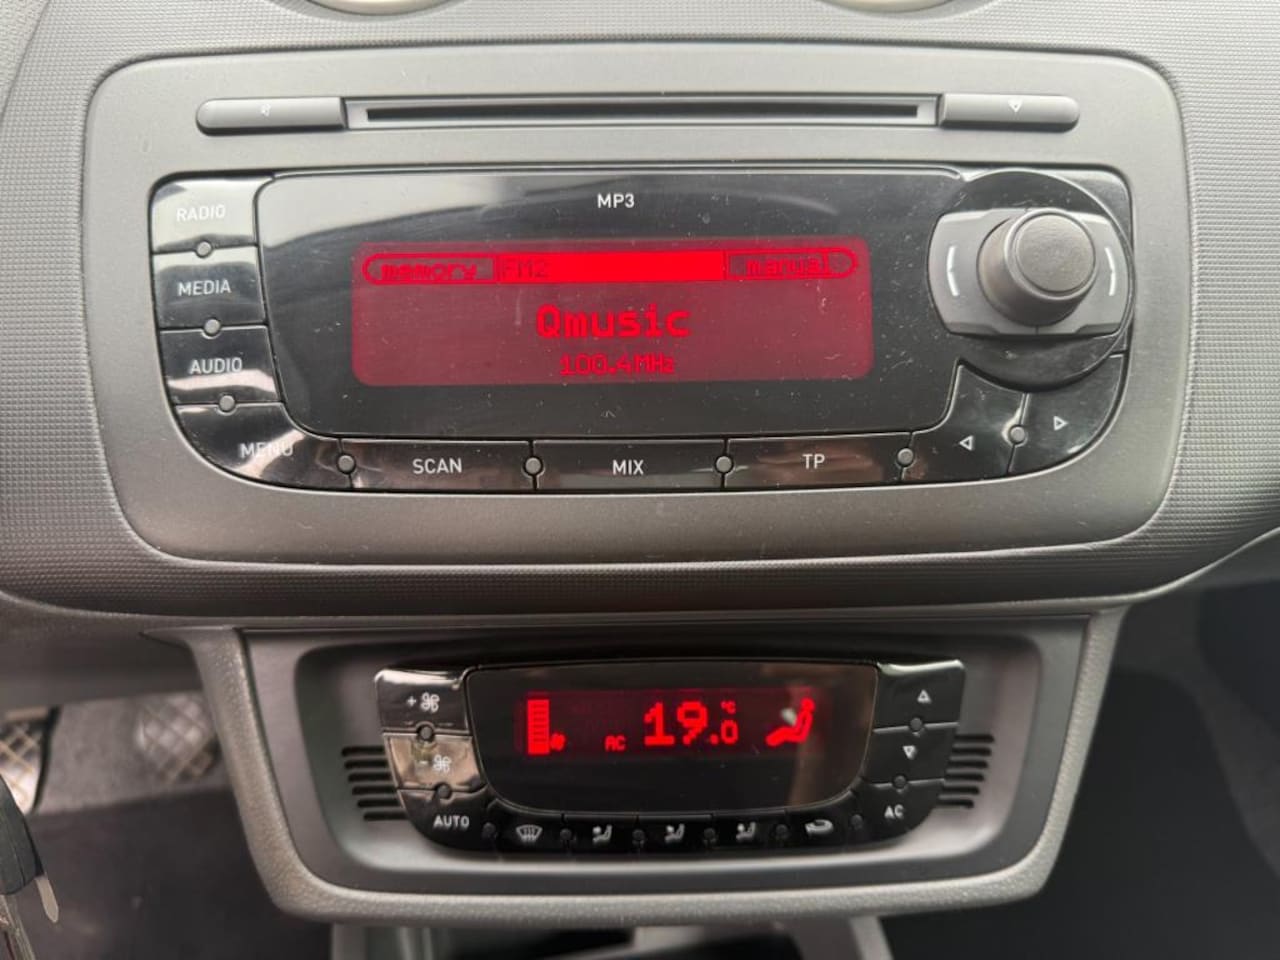 MP3
RADIO
MEDIA
AUDIO
MENU
memory FM2 manual
Qmusic
100.4MHz
SCAN MIX TP
AC 19.0 °C
AUTO
AC